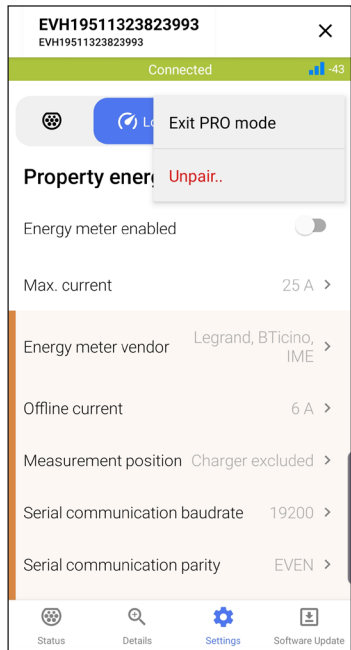 EVH19511323823993
EVH19511323823993
Connected
-43
Exit PRO mode
Unpair..
Property
Energy meter enabled
Max. current 25 A
Energy meter vendor Legrand, BTicino,
IME
Offline current 6 A
Measurement position Charger excluded
Serial communication baudrate 19200
Serial communication parity EVEN
Status Details Settings Software Update